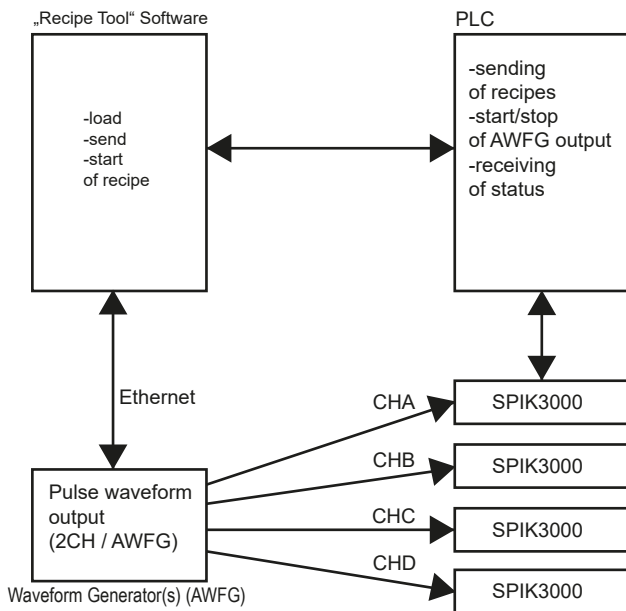 „Recipe Tool“ Software
-load
-send
-start
of recipe
PLC
-sending
of recipes
-start/stop
of AWFG output
-receiving
of status
Ethernet
Pulse waveform
output
(2CH / AWFG)
Waveform Generator(s) (AWFG)
CHA
SPIK3000
CHB
SPIK3000
CHC
SPIK3000
CHD
SPIK3000